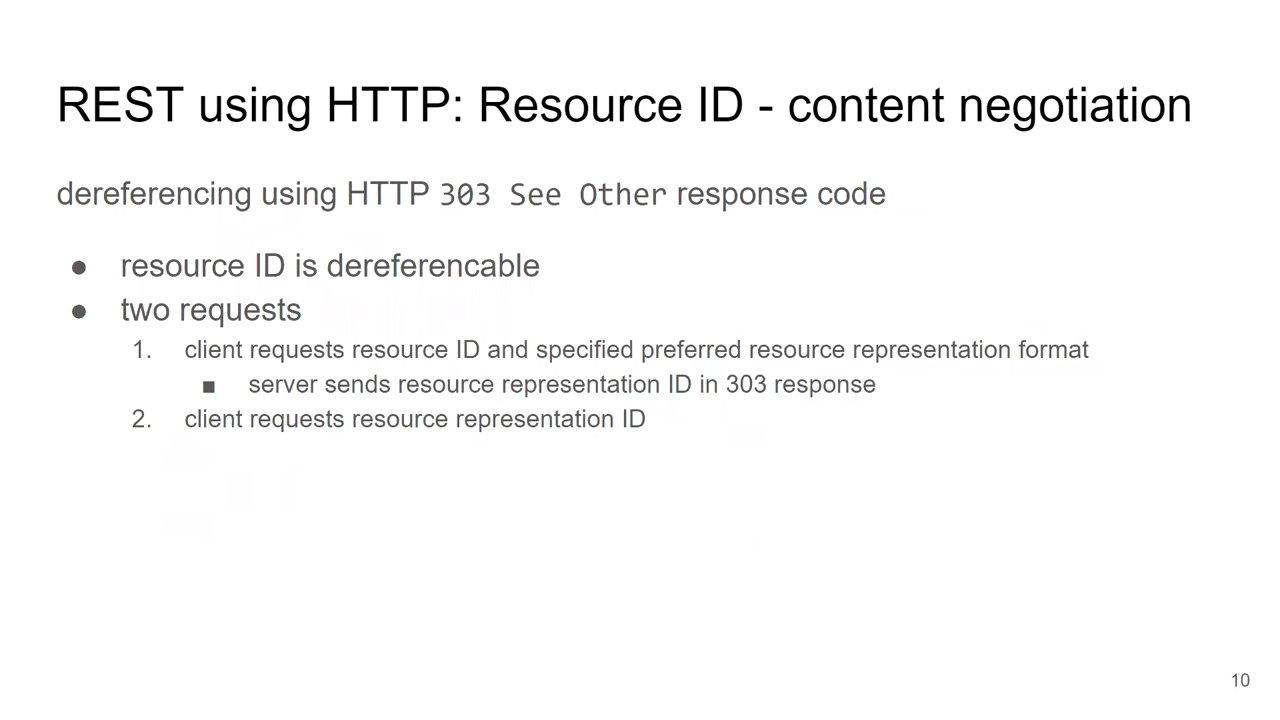 REST using HTTP: Resource ID - content negotiation
dereferencing using HTTP 303 See Other response code
● resource ID is dereferencable
● two requests
1. client requests resource ID and specified preferred resource representation format
■ server sends resource representation ID in 303 response
2. client requests resource representation ID
10